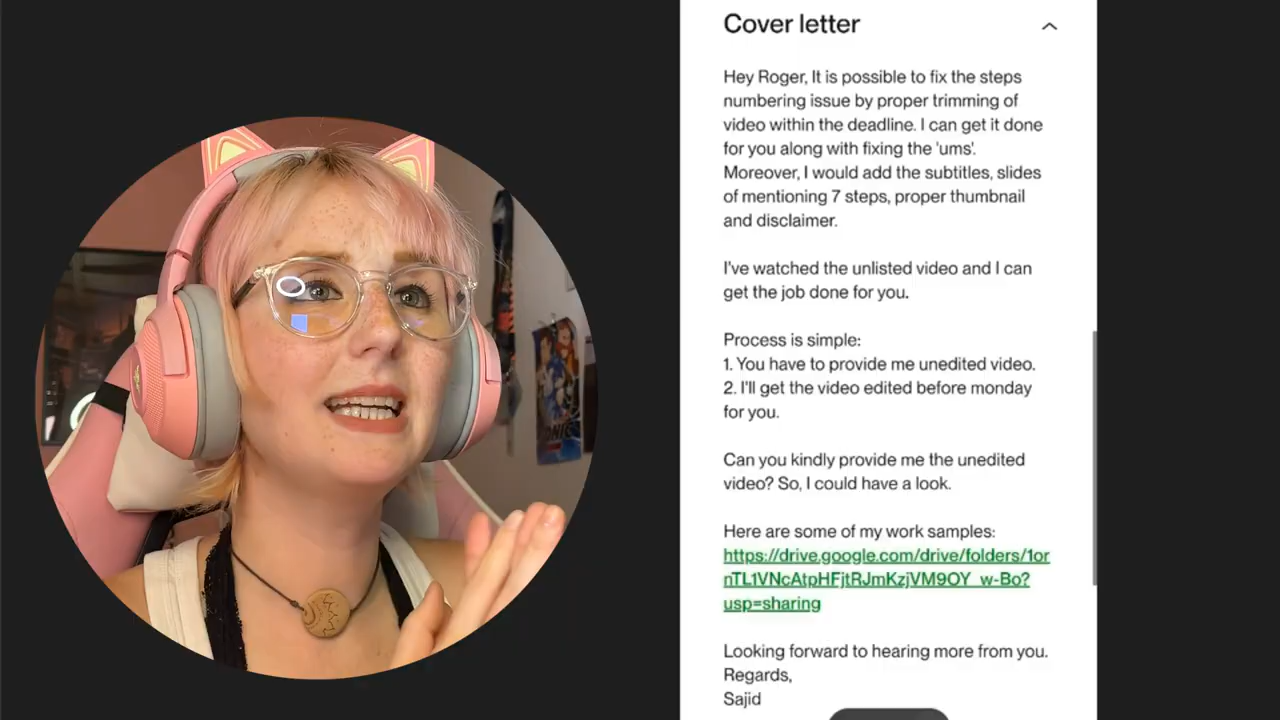 Cover letter
Hey Roger, It is possible to fix the steps
numbering issue by proper trimming of
video within the deadline. I can get it done
for you along with fixing the 'ums'.
Moreover, I would add the subtitles, slides
of mentioning 7 steps, proper thumbnail
and disclaimer.
I've watched the unlisted video and I can
get the job done for you.
Process is simple:
1. You have to provide me unedited video.
2. I'll get the video edited before monday
for you.
Can you kindly provide me the unedited
video? So, I could have a look.
Here are some of my work samples:
https://drive.google.com/drive/folders/1or
nTL1VNcAtpHFjtRJmKzjVM9OY_w-Bo?
usp=sharing
Looking forward to hearing more from you.
Regards,
Sajid